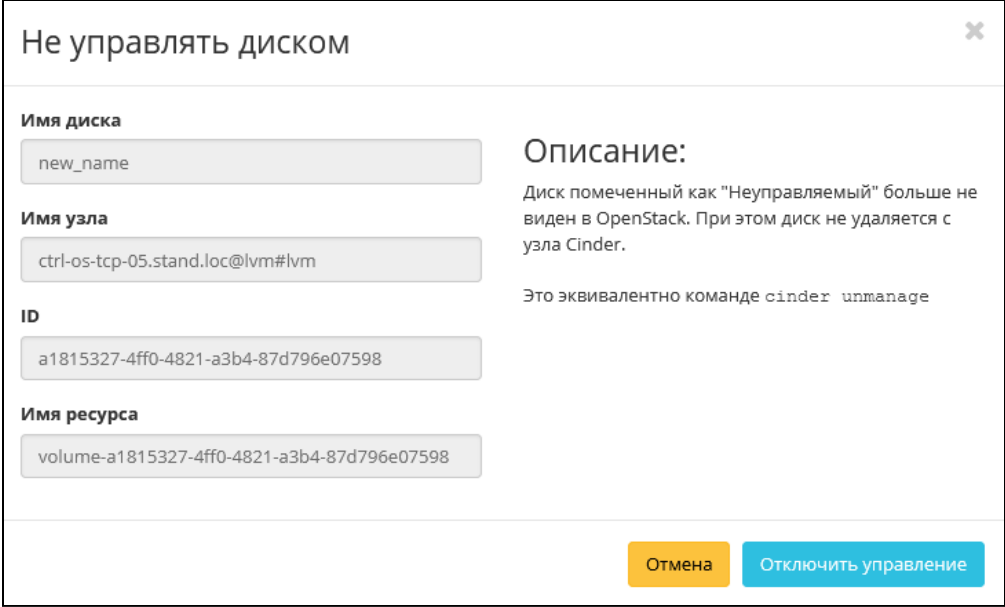 Не управлять диском
×
Имя диска
new_name
Имя узла
ctrl-os-tcp-05.stand.loc@lvm#lvm
ID
a1815327-4ff0-4821-a3b4-87d796e07598
Имя ресурса
volume-a1815327-4ff0-4821-a3b4-87d796e07598
Описание:
Диск помеченный как "Неуправляемый" больше не
виден в OpenStack. При этом диск не удаляется с
узла Cinder.
Это эквивалентно команде cinder unmanage
Отмена
Отключить управление